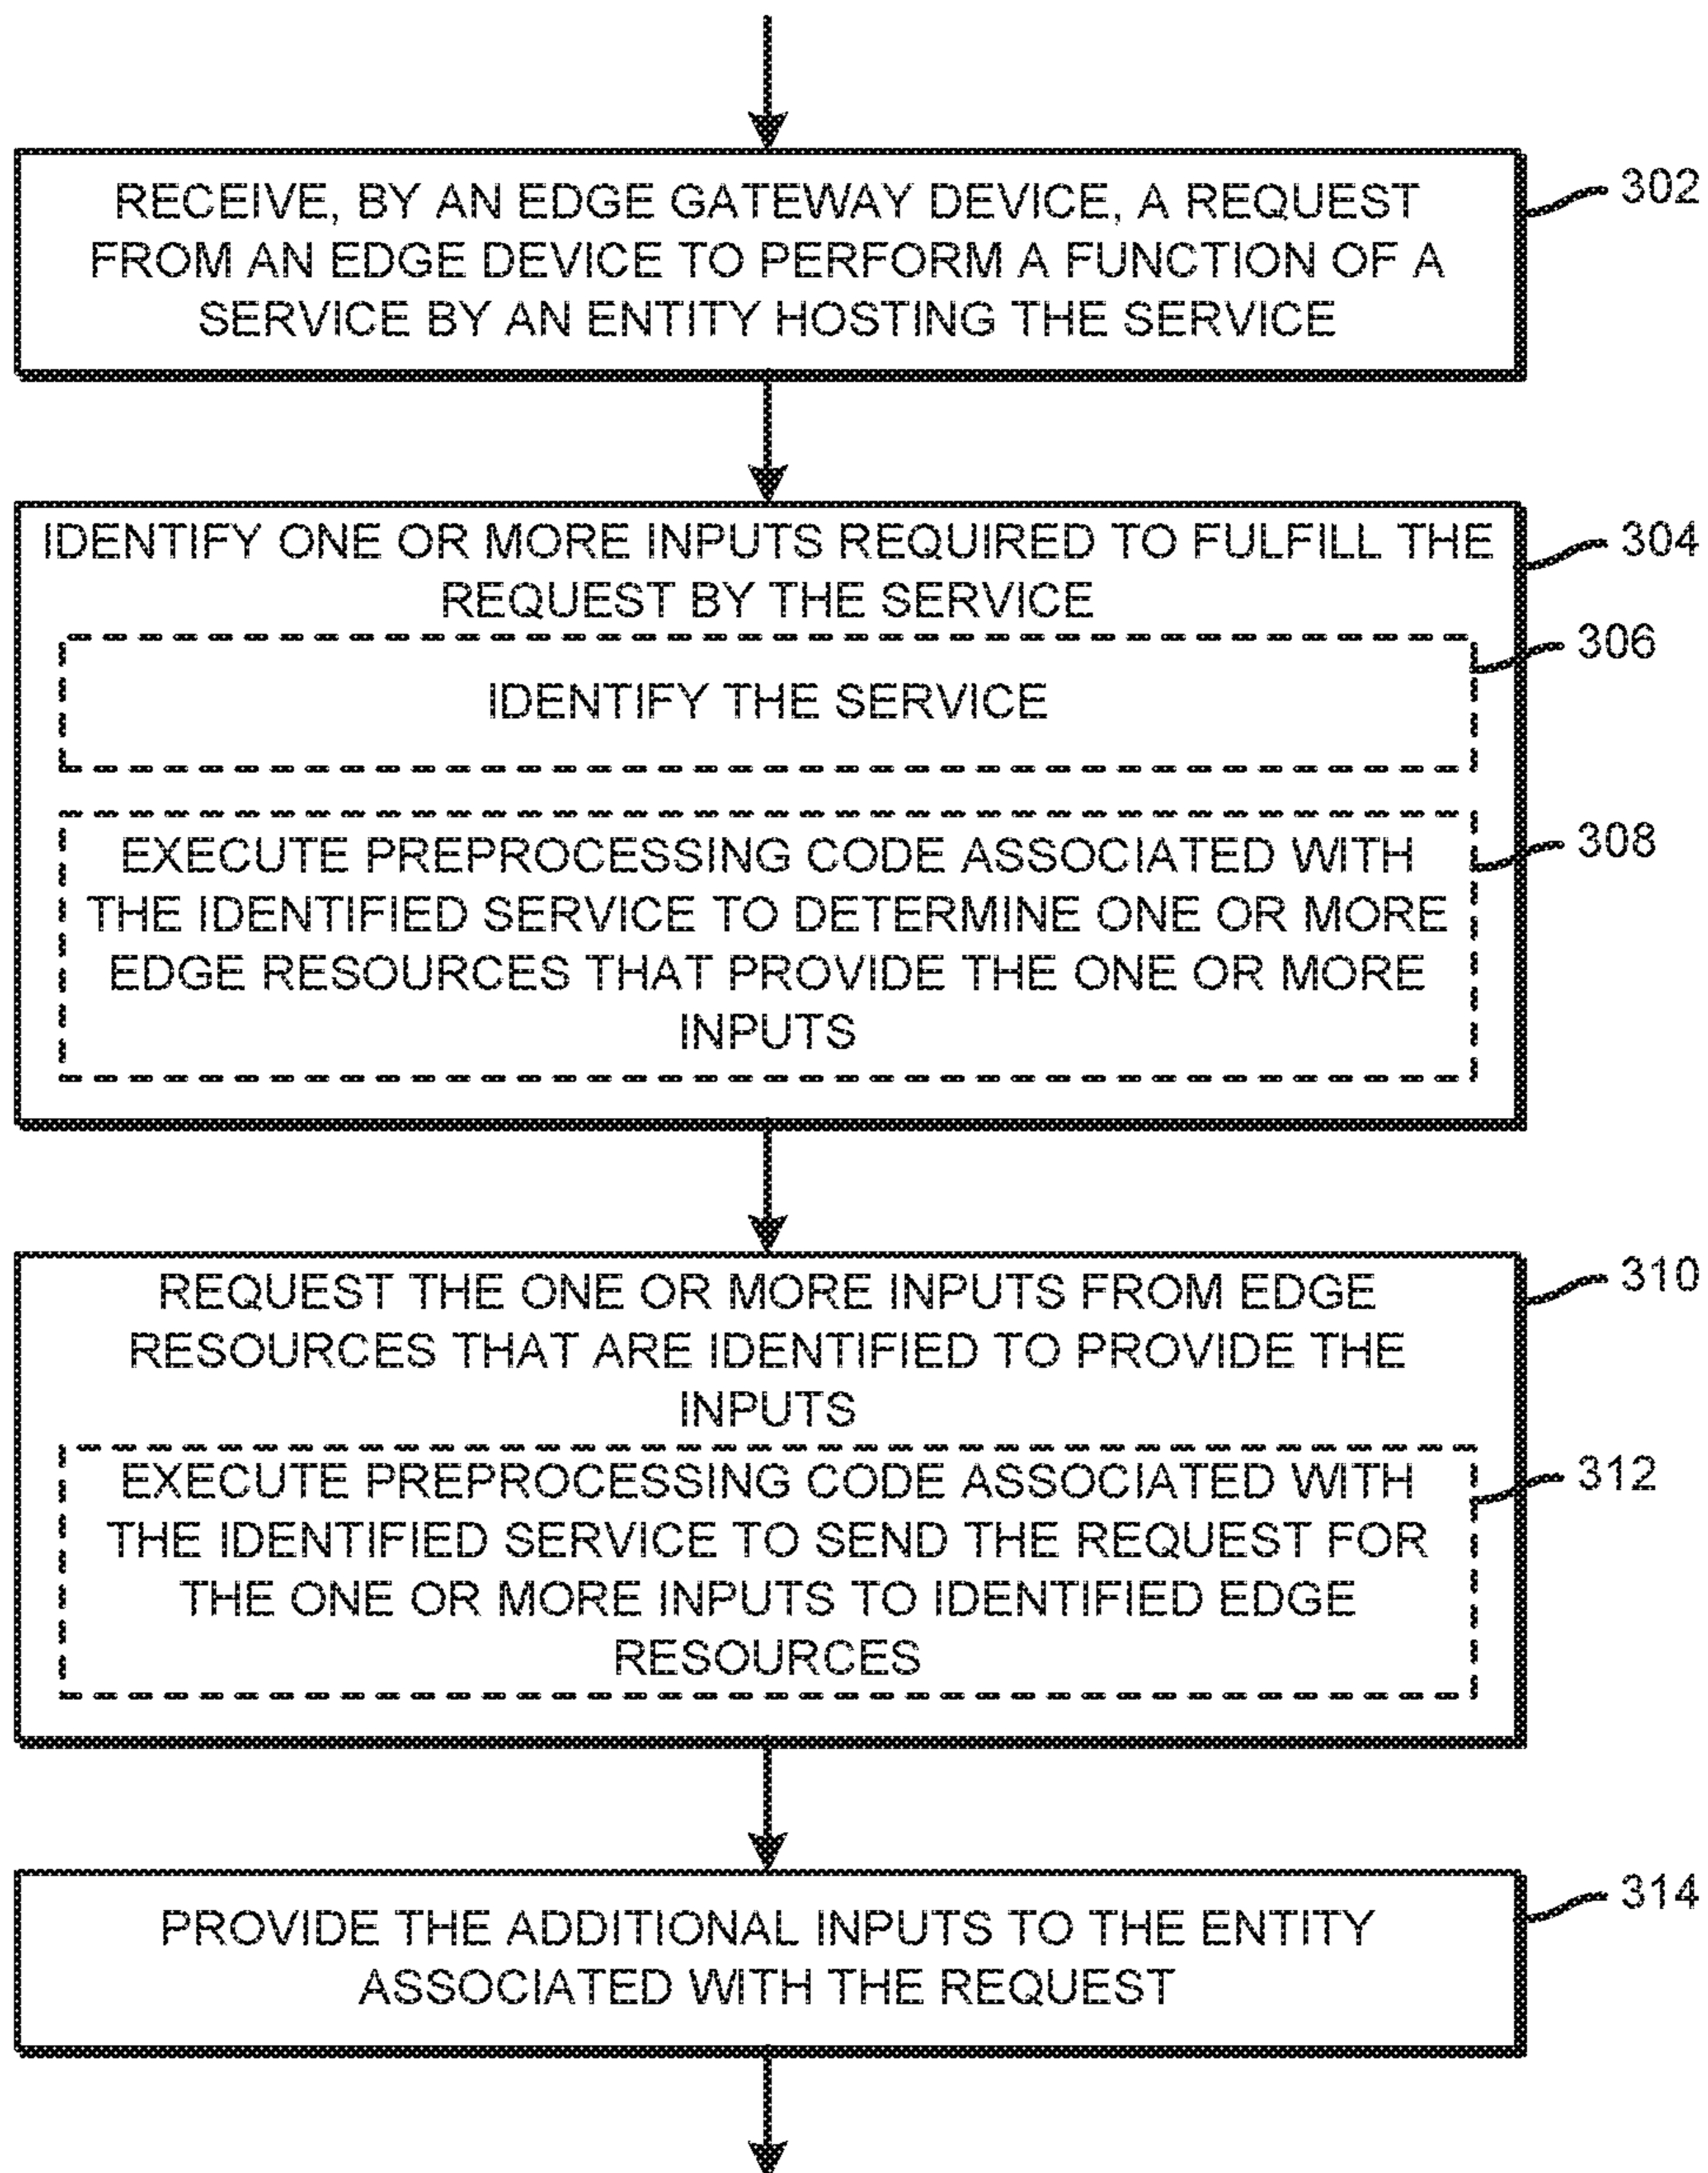 RECEIVE, BY AN EDGE GATEWAY DEVICE, A REQUEST
FROM AN EDGE DEVICE TO PERFORM A FUNCTION OF A
SERVICE BY AN ENTITY HOSTING THE SERVICE
302
IDENTIFY ONE OR MORE INPUTS REQUIRED TO FULFILL THE
REQUEST BY THE SERVICE
304
IDENTIFY THE SERVICE
306
EXECUTE PREPROCESSING CODE ASSOCIATED WITH
THE IDENTIFIED SERVICE TO DETERMINE ONE OR MORE
EDGE RESOURCES THAT PROVIDE THE ONE OR MORE
INPUTS
308
REQUEST THE ONE OR MORE INPUTS FROM EDGE
RESOURCES THAT ARE IDENTIFIED TO PROVIDE THE
INPUTS
310
EXECUTE PREPROCESSING CODE ASSOCIATED WITH
THE IDENTIFIED SERVICE TO SEND THE REQUEST FOR
THE ONE OR MORE INPUTS TO IDENTIFIED EDGE
RESOURCES
312
PROVIDE THE ADDITIONAL INPUTS TO THE ENTITY
ASSOCIATED WITH THE REQUEST
314